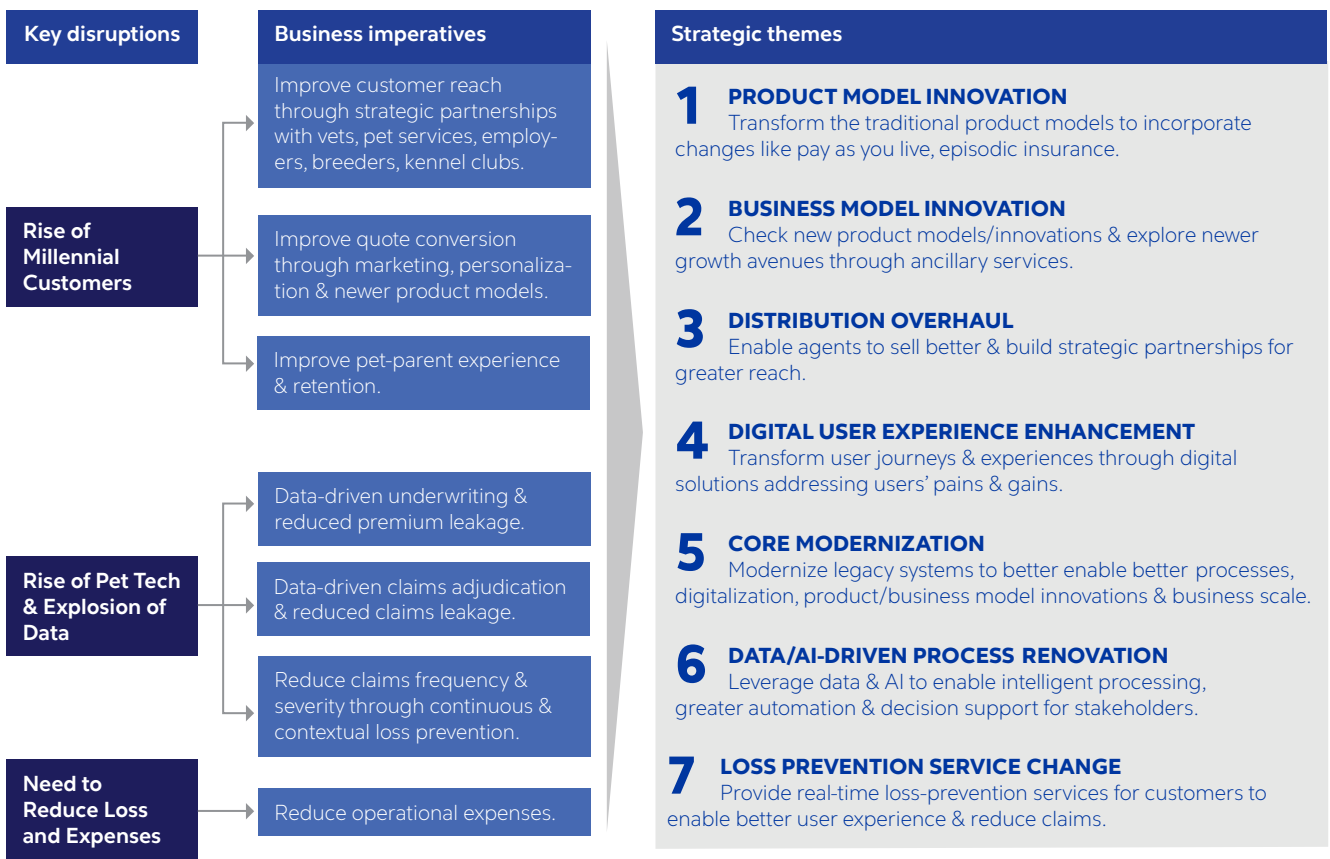 Key disruptions
Business imperatives
Strategic themes
Rise of
Millennial
Customers
Improve customer reach
through strategic partnerships
with vets, pet services, employ-
ers, breeders, kennel clubs.
Improve quote conversion
through marketing, personaliza-
tion & newer product models.
Improve pet-parent experience
& retention.
Rise of Pet Tech
& Explosion of
Data
Data-driven underwriting &
reduced premium leakage.
Data-driven claims adjudication
& reduced claims leakage.
Reduce claims frequency &
severity through continuous &
contextual loss prevention.
Need to
Reduce Loss
and Expenses
Reduce operational expenses.
1 PRODUCT MODEL INNOVATION
Transform the traditional product models to incorporate
changes like pay as you live, episodic insurance.
2 BUSINESS MODEL INNOVATION
Check new product models/innovations & explore newer
growth avenues through ancillary services.
3 DISTRIBUTION OVERHAUL
Enable agents to sell better & build strategic partnerships for
greater reach.
4 DIGITAL USER EXPERIENCE ENHANCEMENT
Transform user journeys & experiences through digital
solutions addressing users’ pains & gains.
5 CORE MODERNIZATION
Modernize legacy systems to better enable better processes,
digitalization, product/business model innovations & business scale.
6 DATA/AI-DRIVEN PROCESS RENOVATION
Leverage data & AI to enable intelligent processing,
greater automation & decision support for stakeholders.
7 LOSS PREVENTION SERVICE CHANGE
Provide real-time loss-prevention services for customers to
enable better user experience & reduce claims.